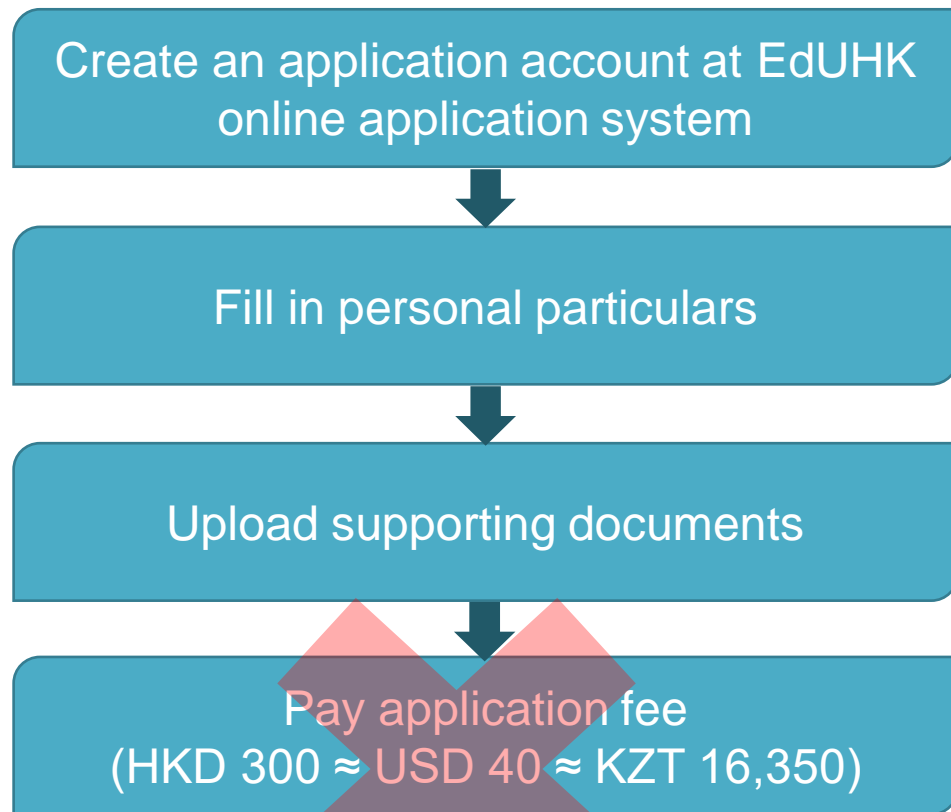 Create an application account at EdUHK
online application system
Fill in personal particulars
Upload supporting documents
Pay application fee
(HKD 300 ≈ USD 40 ≈ KZT 16,350)